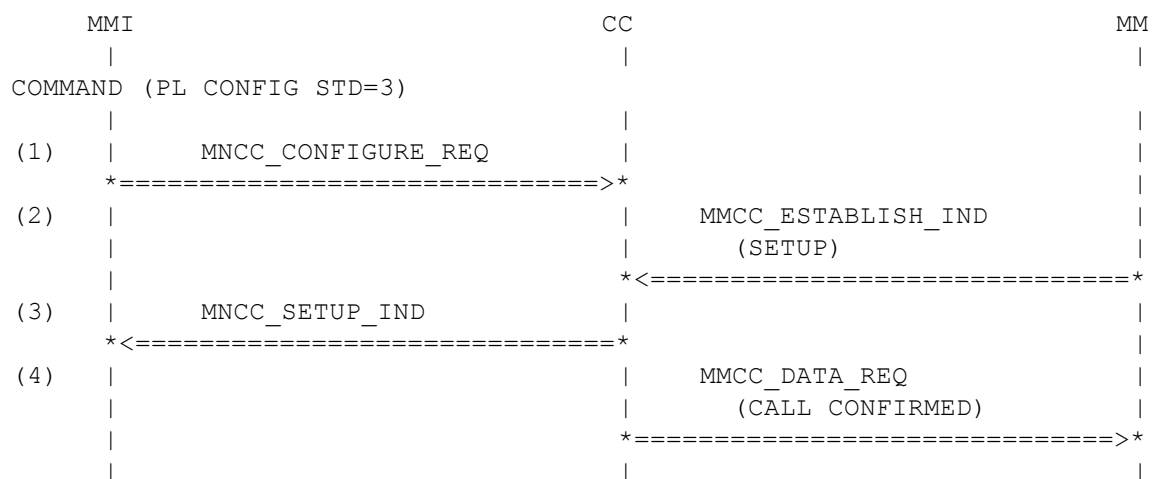 MMI CC MM
COMMAND (PL CONFIG STD=3)
(1) MNCC_CONFIGURE_REQ
(2) MMCC_ESTABLISH_IND
(SETUP)
(3) MNCC_SETUP_IND
(4) MMCC_DATA_REQ
(CALL CONFIRMED)